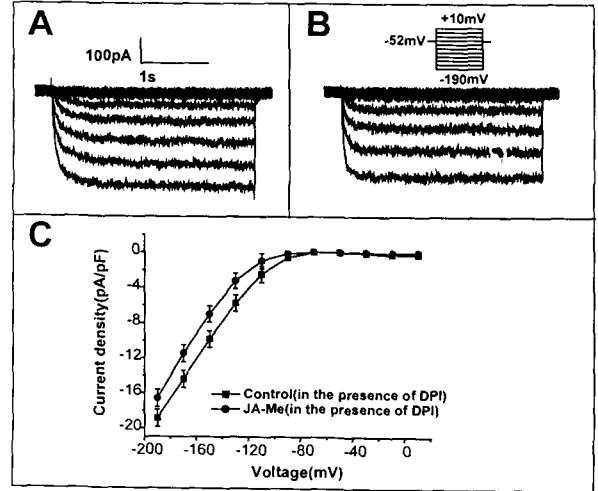 A
100pA
1s
B
+10mV
-52mV
-190mV
C
Current density(pA/pF)
0
-4
-8
-12
-16
-20
Control(in the presence of DPI)
JA-Me(in the presence of DPI)
-200 -160 -120 -80 -40 0
Voltage(mV)